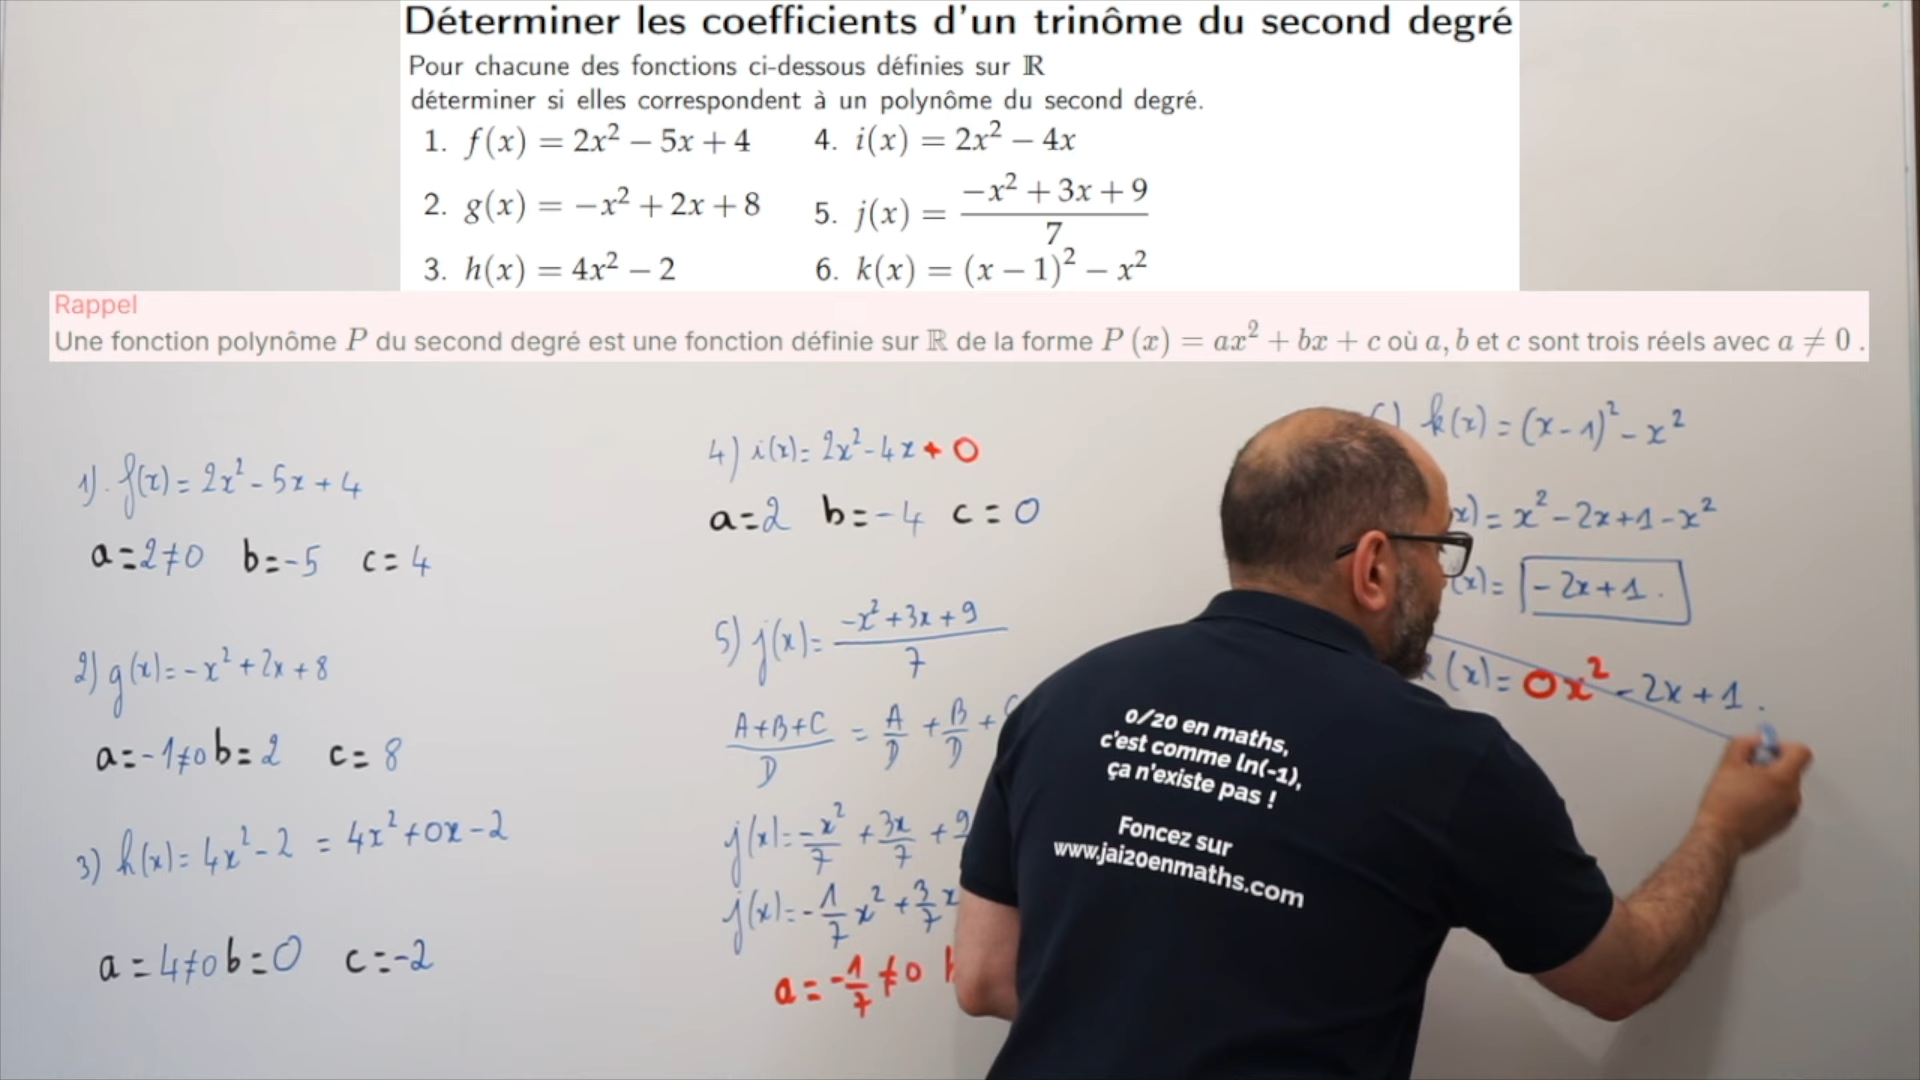 Déterminer les coefficients d'un trinôme du second degré
Pour chacune des fonctions ci-dessous définies sur ℝ
déterminer si elles correspondent à un polynôme du second degré.
1. f(x) = 2x² − 5x + 4
2. g(x) = −x² + 2x + 8
3. h(x) = 4x² − 2
4. i(x) = 2x² − 4x
5. j(x) = (−x² + 3x + 9)/7
6. k(x) = (x − 1)² − x²
Rappel
Une fonction polynôme P du second degré est une fonction définie sur ℝ de la forme P (x) = ax² + bx + c où a, b et c sont trois réels avec a ≠ 0 .
1). f(x) = 2x² - 5x + 4
a = 2 ≠ 0 b = -5 c = 4
2) g(x) = - x² + 2x + 8
a = -1 ≠ 0 b = 2 c = 8
3) h(x) = 4x² - 2 = 4x² + 0x - 2
a = 4 ≠ 0 b = 0 c = -2
4) i(x) = 2x² - 4x + 0
a = 2 b = -4 c = 0
5) j(x) = (-x² + 3x + 9)/7
(A+B+C)/D = A/D + B/D +
j(x) = -x²/7 + 3x/7 + 9
j(x) = -1/7 x² + 3/7 x
a = -1/7 ≠ 0
k(x) = (x - 1)² - x²
x) = x² - 2x + 1 - x²
(x) = - 2x + 1 .
(x) = 0x² - 2x + 1 .
0/20 en maths,
c'est comme ln(-1),
ça n'existe pas !
Foncez sur
www.jai20enmaths.com